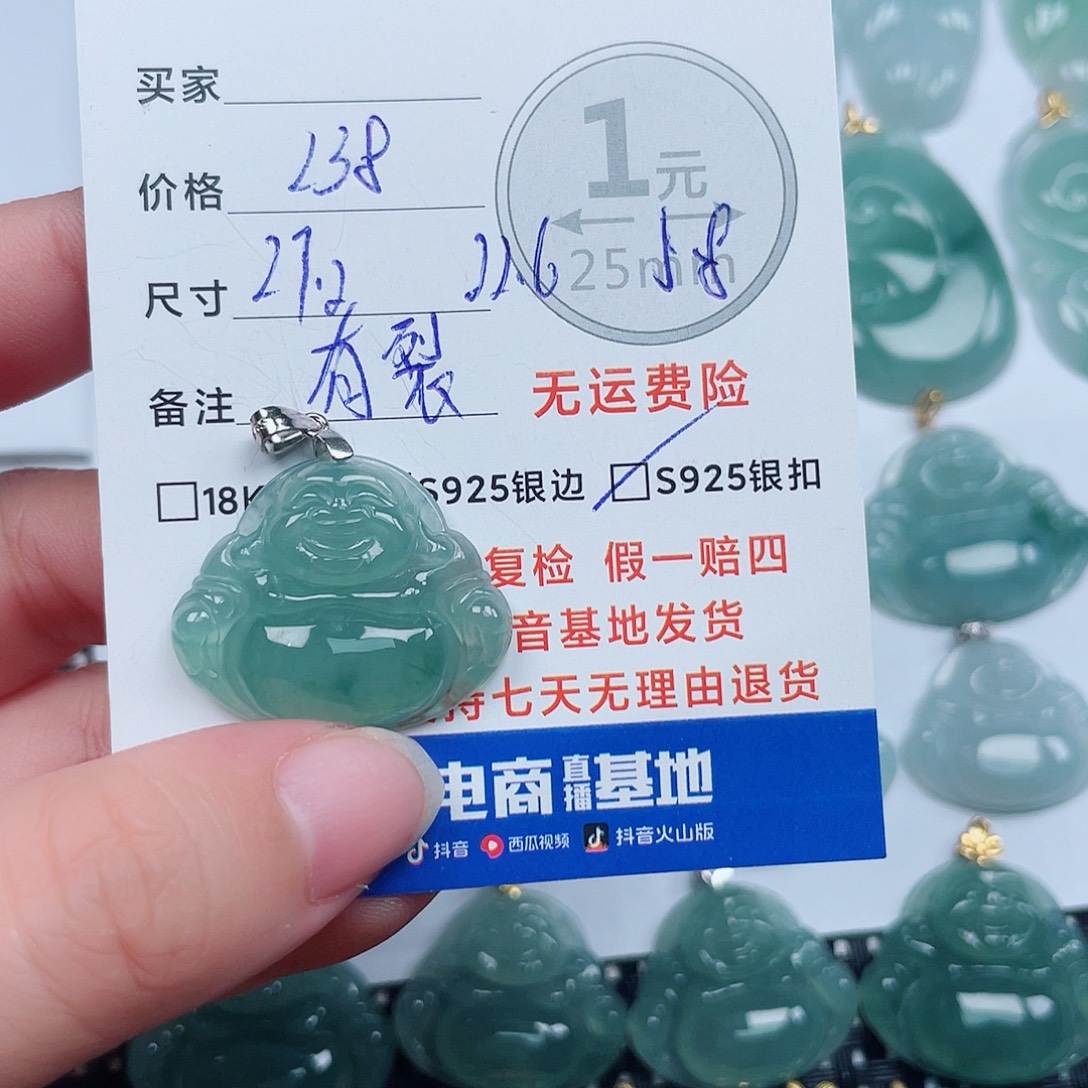 买家
1元
价格 238
25mm
尺寸 27.2 22.6 5.8
备注 有裂
无运费险
18K S925银边 S925银扣
复检 假一赔四
音基地发货
持七天无理由退货
电商直播基地
抖音 西瓜视频 抖音火山版